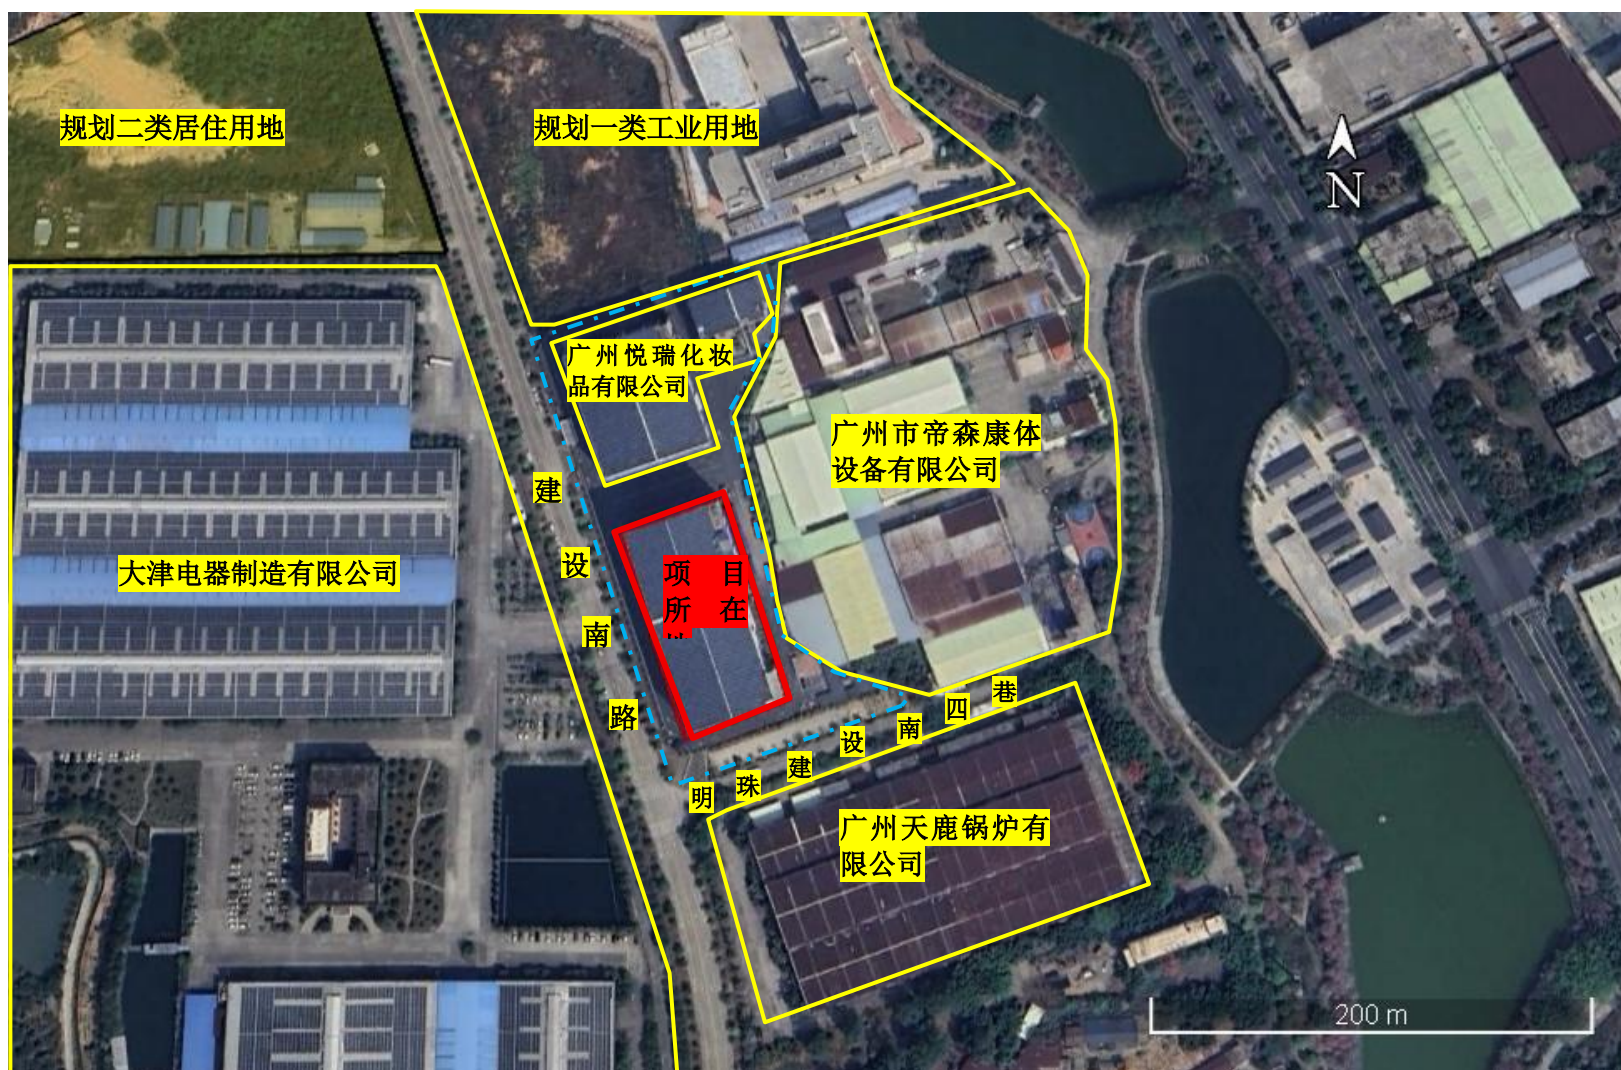 规划二类居住用地
规划一类工业用地
N
广州悦瑞化妆
品有限公司
广州市帝森康体
设备有限公司
建设南路
大津电器制造有限公司
项目
所在
明珠建设南四巷
广州天鹿锅炉有
限公司
200 m